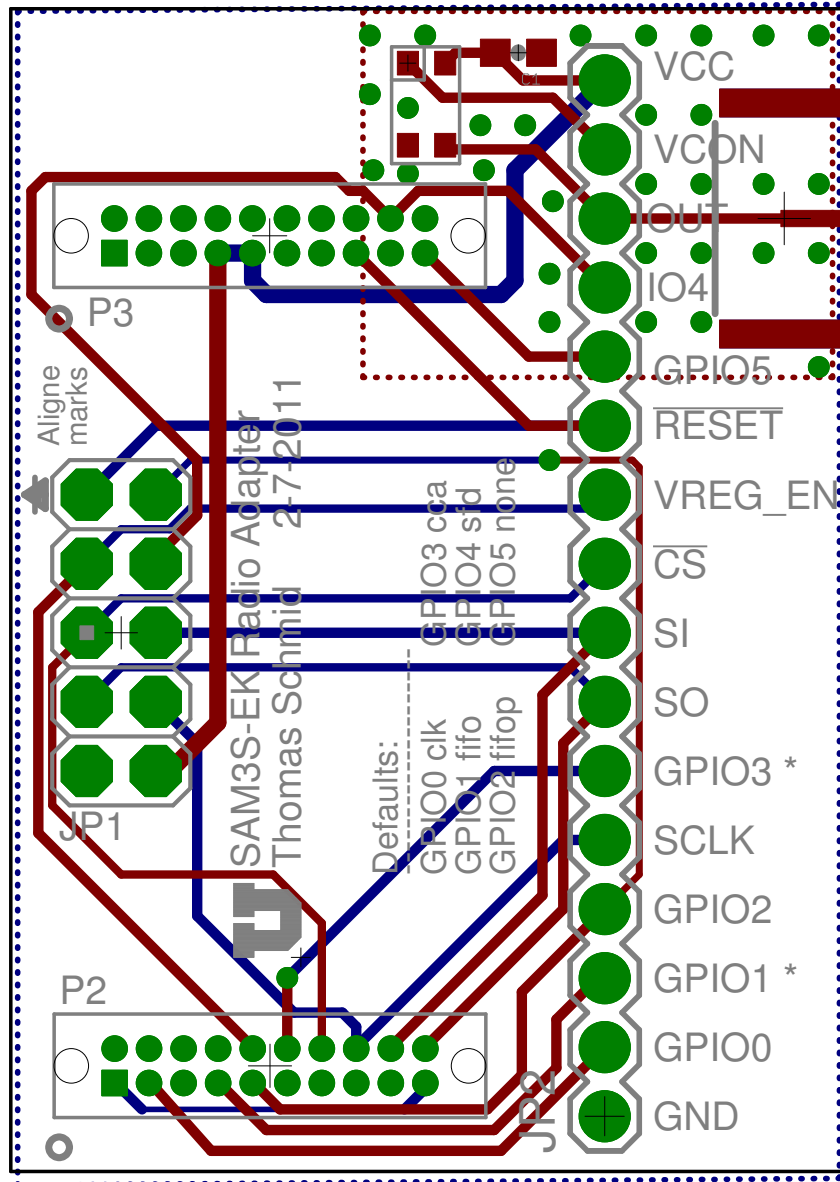 C1
VCC
VCON
OUT
IO4
GPIO5
RESET
VREG_EN
CS
SI
SO
GPIO3 *
SCLK
GPIO2
GPIO1 *
GPIO0
GND
JP2
P3
Aligne
marks
SAM3S-EK Radio Adapter
Thomas Schmid 2-7-2011
Defaults:
GPIO0 clk GPIO3 cca
GPIO1 fifo GPIO4 sfd
GPIO2 fifop GPIO5 none
JP1
U
P2